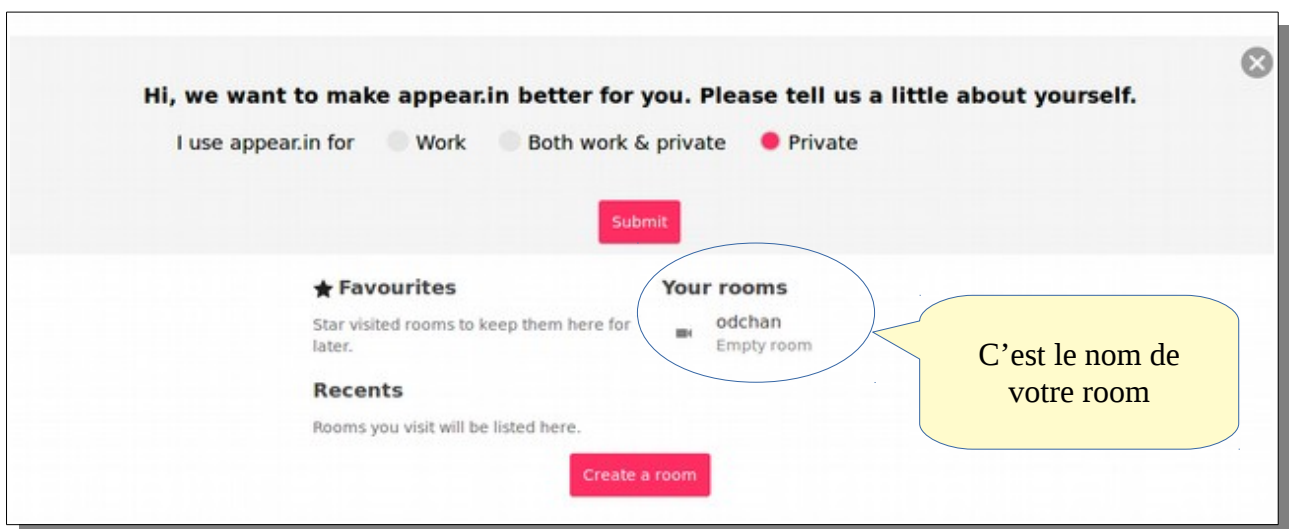 Hi, we want to make appear.in better for you. Please tell us a little about yourself.
I use appear.in for Work Both work & private Private
Submit
Favourites
Star visited rooms to keep them here for
later.
Your rooms
odchan
Empty room
C’est le nom de
votre room
Recents
Rooms you visit will be listed here.
Create a room